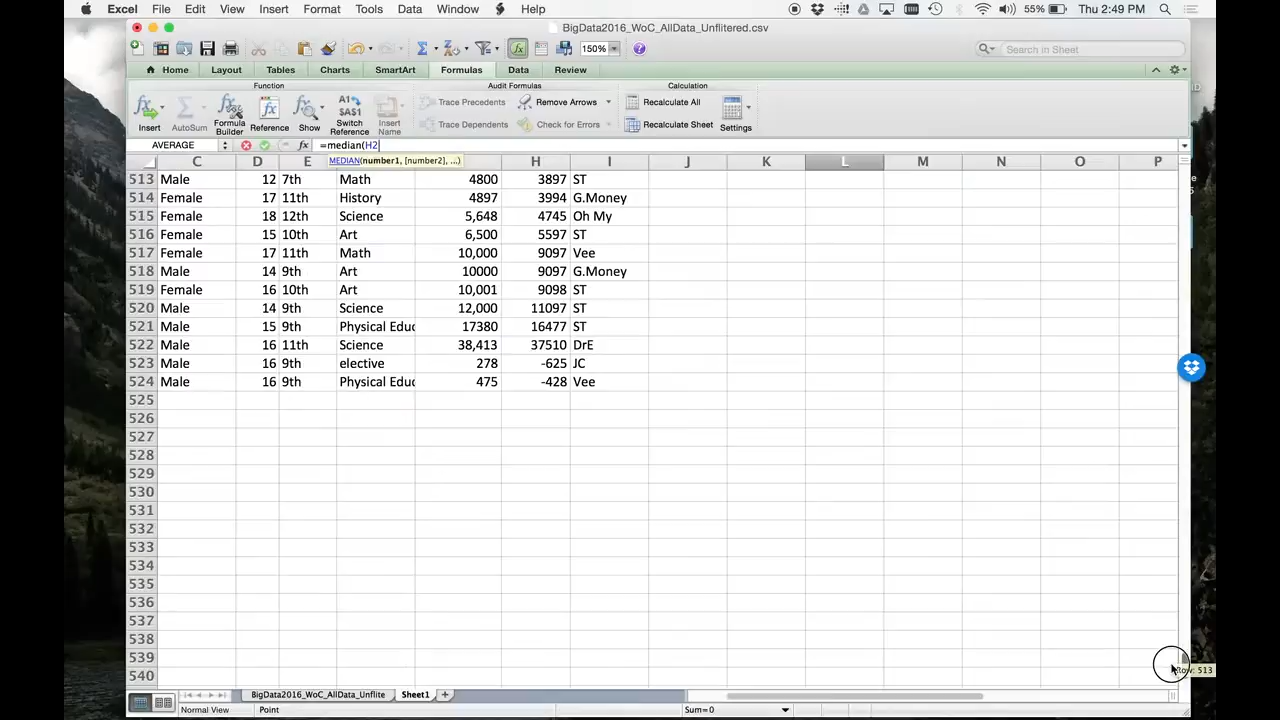 Excel File Edit View Insert Format Tools Data Window Help 55% Thu 2:49 PM
BigData2016_WoC_AllData_Unflitered.csv
150% Search in Sheet
Home Layout Tables Charts SmartArt Formulas Data Review
Function Audit Formulas Calculation
Insert AutoSum Formula Builder Reference Show Switch Reference Insert Name Trace Precedents Remove Arrows Recalculate All Settings
Trace Dependents Check for Errors Recalculate Sheet
AVERAGE fx =median(H2
MEDIAN(number1, [number2], ...)
C D E H I J K L M N O P
513 Male 12 7th Math 4800 3897 ST
514 Female 17 11th History 4897 3994 G.Money
515 Female 18 12th Science 5,648 4745 Oh My
516 Female 15 10th Art 6,500 5597 ST
517 Female 17 11th Math 10,000 9097 Vee
518 Male 14 9th Art 10000 9097 G.Money
519 Female 16 10th Art 10,001 9098 ST
520 Male 14 9th Science 12,000 11097 ST
521 Male 15 9th Physical Educ 17380 16477 ST
522 Male 16 11th Science 38,413 37510 DrE
523 Male 16 9th elective 278 -625 JC
524 Male 16 9th Physical Educ 475 -428 Vee
525
526
527
528
529
530
531
532
533
534
535
536
537
538
539
540
Row: 513
BigData2016_WoC_AllData_Unflite Sheet1
Normal View Point Sum=0